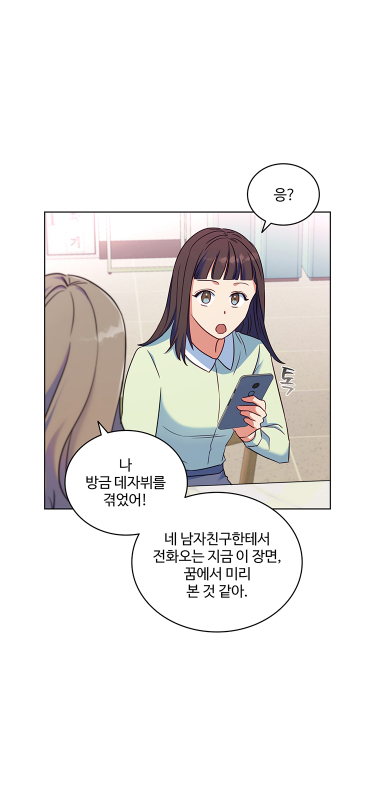 응?
기
톡
나
방금 데자뷔를
겪었어!
네 남자친구한테서
전화오는 지금 이 장면,
꿈에서 미리
본 것 같아.